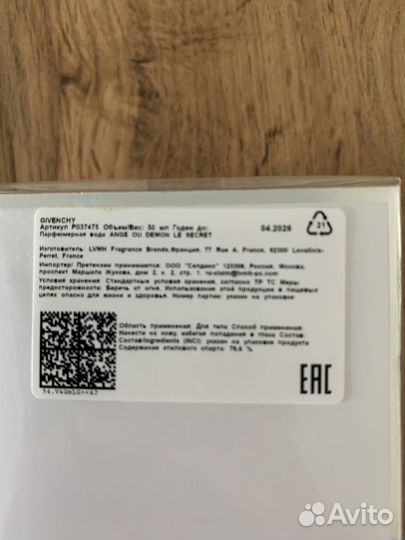 GIVENCHY
Артикул P037475 Объем/Вес: 50 мл Годен до: 04.2026
Парфюмерная вода ANGE OU DEMON LE SECRET
Изготовитель: LVMH Fragrance Brands,Франция, 77 Rue A. France, 92300 Levallois-
Perret, France
Импортер/ Претензии принимаются: ООО "Селдико" 123308, Россия, Москва,
проспект Маршала Жукова, дом 2, к. 2, стр. 1.
Условия хранения: Стандартные условия хранения, согласно ТР ТС Меры
предосторожности: Беречь от огня. Использование этой продукции в пищевых
целях опасно для жизни и здоровья. Номер партии: указан на упаковке
21
Область применения: Для тела Способ применения:
Нанести на кожу, избегая попадания в глаза Состав:
Состав/Ingredients (INCI): указан на упаковке продукта
Содержание этилового спирта:
EAC
Avito